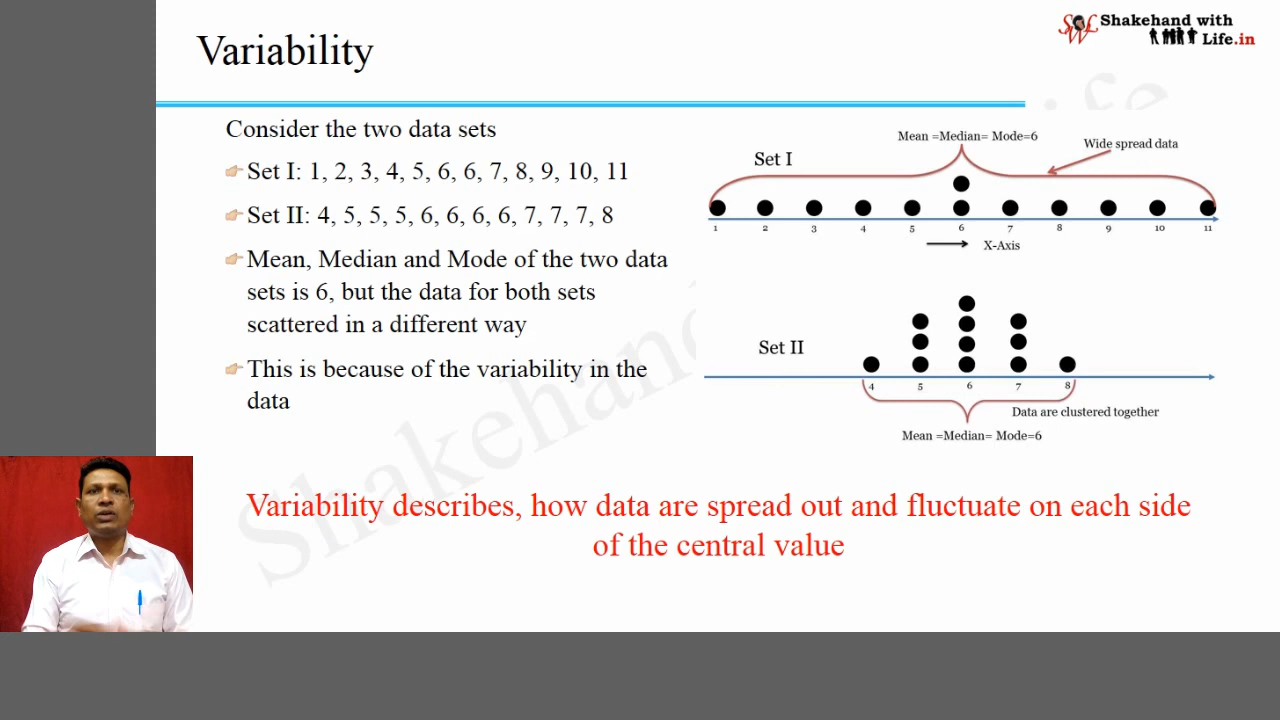 Variability
Shakehand with
Life.in
Consider the two data sets
Set I: 1, 2, 3, 4, 5, 6, 6, 7, 8, 9, 10, 11
Set II: 4, 5, 5, 5, 6, 6, 6, 6, 7, 7, 7, 8
Mean, Median and Mode of the two data
sets is 6, but the data for both sets
scattered in a different way
This is because of the variability in the
data
Mean =Median= Mode=6
Wide spread data
Set I
1 2 3 4 5 6 7 8 9 10 11
X-Axis
Set II
4 5 6 7 8
Data are clustered together
Mean =Median= Mode=6
Variability describes, how data are spread out and fluctuate on each side
of the central value
Shakehand